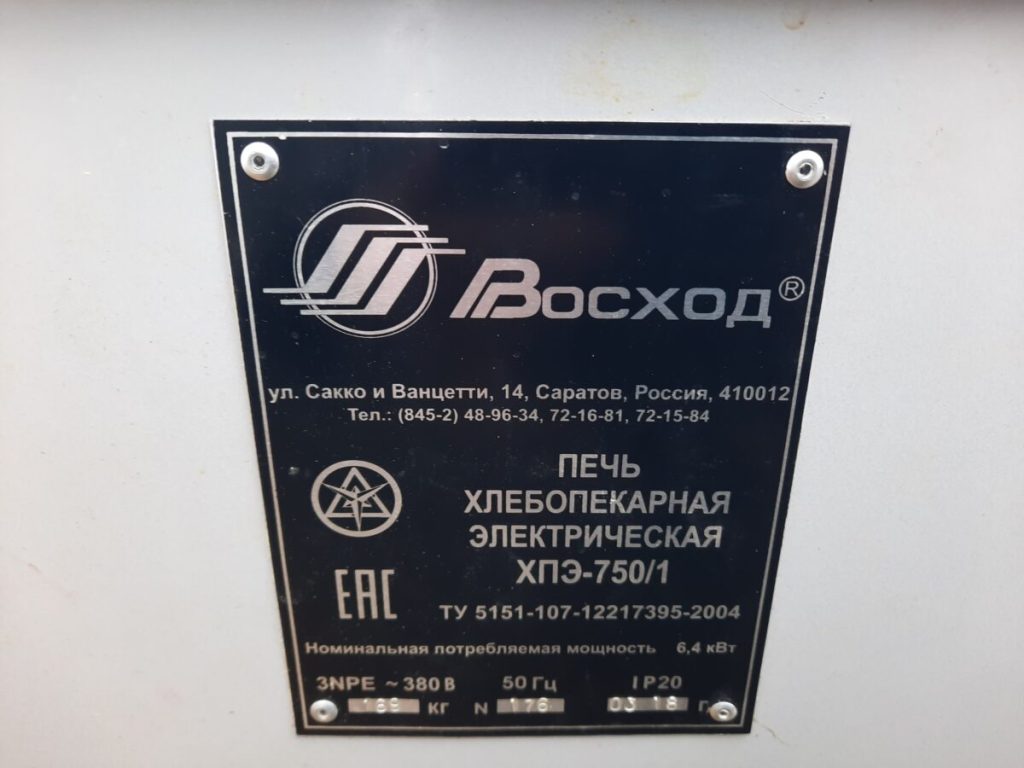 Восход®
ул. Сакко и Ванцетти, 14, Саратов, Россия, 410012
Тел.: (845-2) 48-96-34, 72-16-81, 72-15-84
ПЕЧЬ
ХЛЕБОПЕКАРНАЯ
ЭЛЕКТРИЧЕСКАЯ
ХПЭ-750/1
EAC
ТУ 5151-107-12217395-2004
Номинальная потребляемая мощность 6,4 кВт
3NPE ~ 380 В 50 Гц IP20
кг N 176 03 18 г.